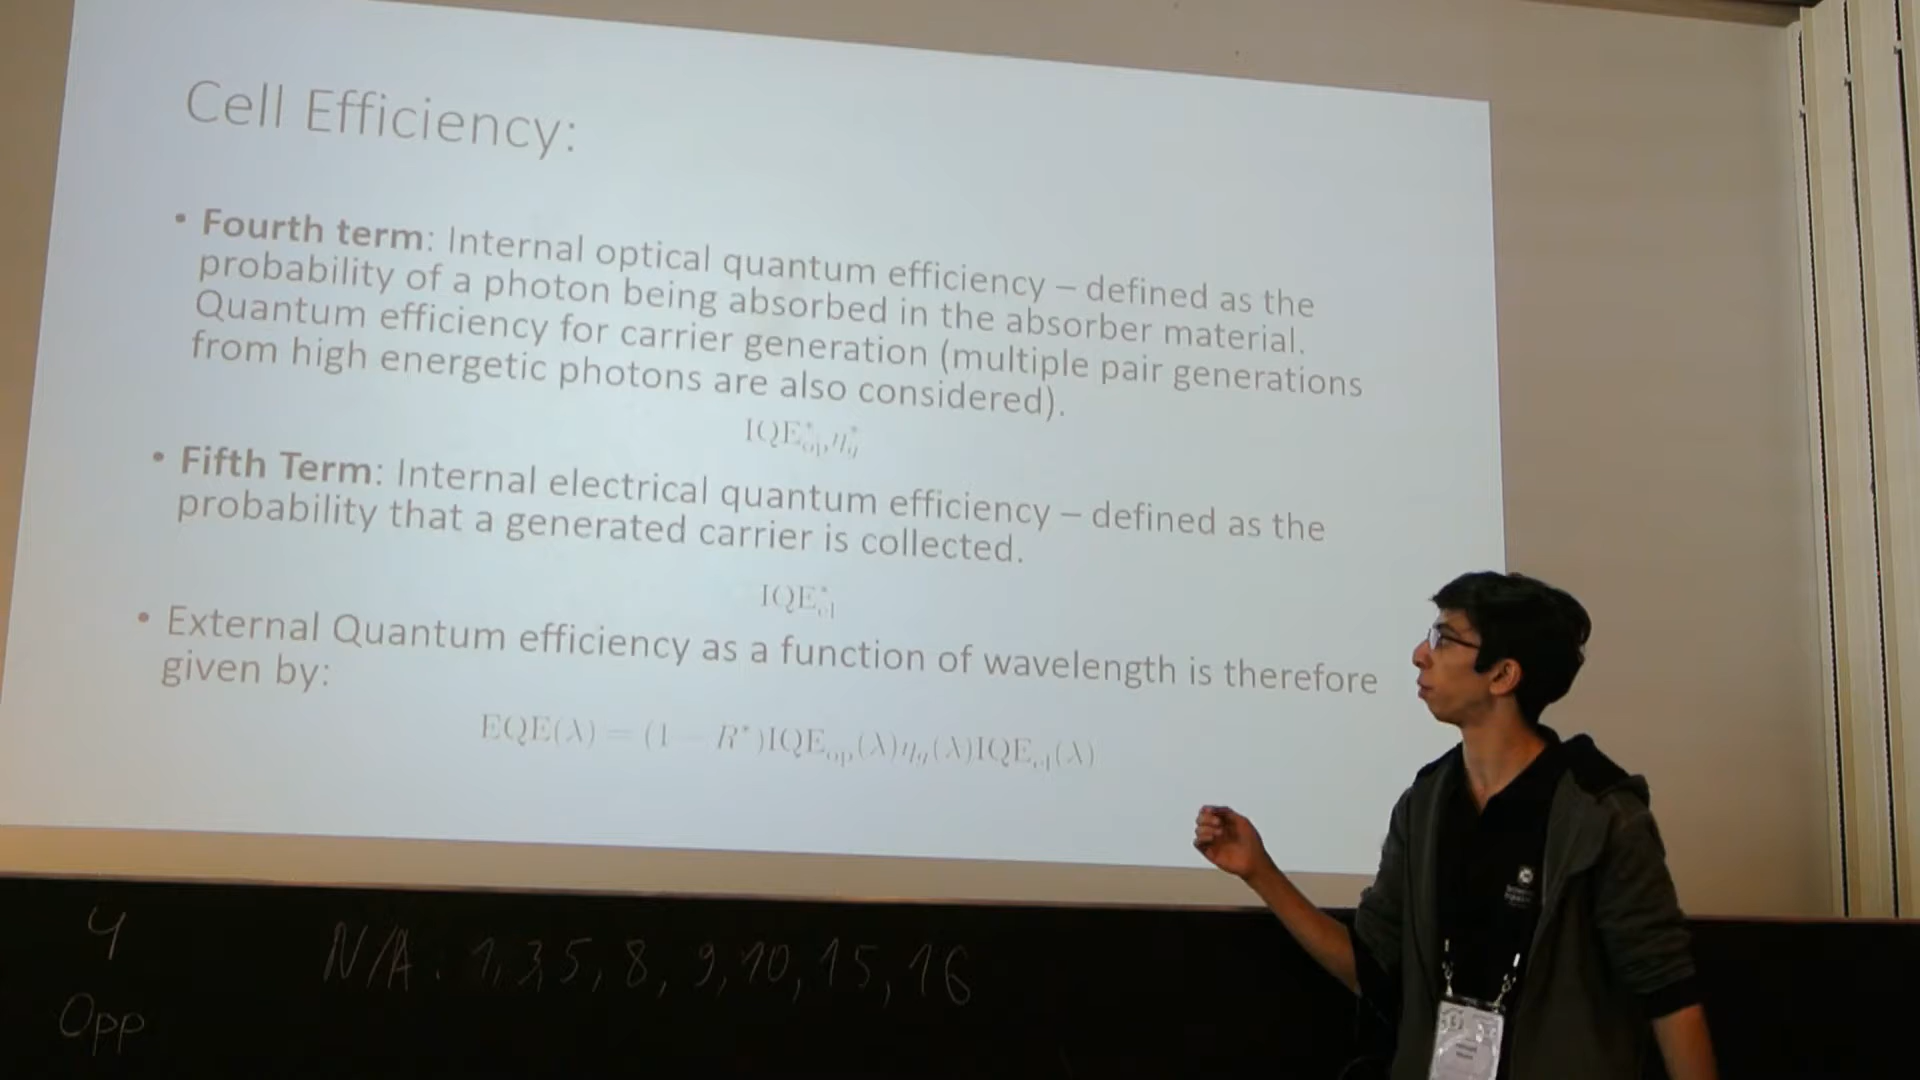 Cell Efficiency:
• Fourth term: Internal optical quantum efficiency – defined as the
probability of a photon being absorbed in the absorber material.
Quantum efficiency for carrier generation (multiple pair generations
from high energetic photons are also considered).
IQE*op η*g
• Fifth Term: Internal electrical quantum efficiency – defined as the
probability that a generated carrier is collected.
IQE*el
• External Quantum efficiency as a function of wavelength is therefore
given by:
EQE(λ) = (1 − R*)IQEop(λ)ηg(λ)IQEel(λ)
4
N/A: 1,3,5, 8, 9,10, 15, 16
Opp